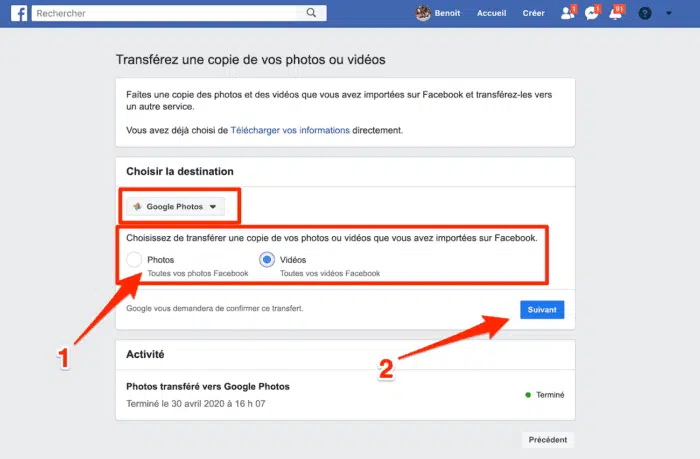 Rechercher
Benoit Accueil Créer 1 1 91
Transférez une copie de vos photos ou vidéos
Faites une copie des photos et des vidéos que vous avez importées sur Facebook et transférez-les vers
un autre service.
Vous avez déjà choisi de Télécharger vos informations directement.
Choisir la destination
Google Photos
Choisissez de transférer une copie de vos photos ou vidéos que vous avez importées sur Facebook.
Photos Vidéos
Toutes vos photos Facebook Toutes vos vidéos Facebook
Google vous demandera de confirmer ce transfert. Suivant
1
2
Activité
Photos transféré vers Google Photos
Terminé
Terminé le 30 avril 2020 à 16 h 07
Précédent